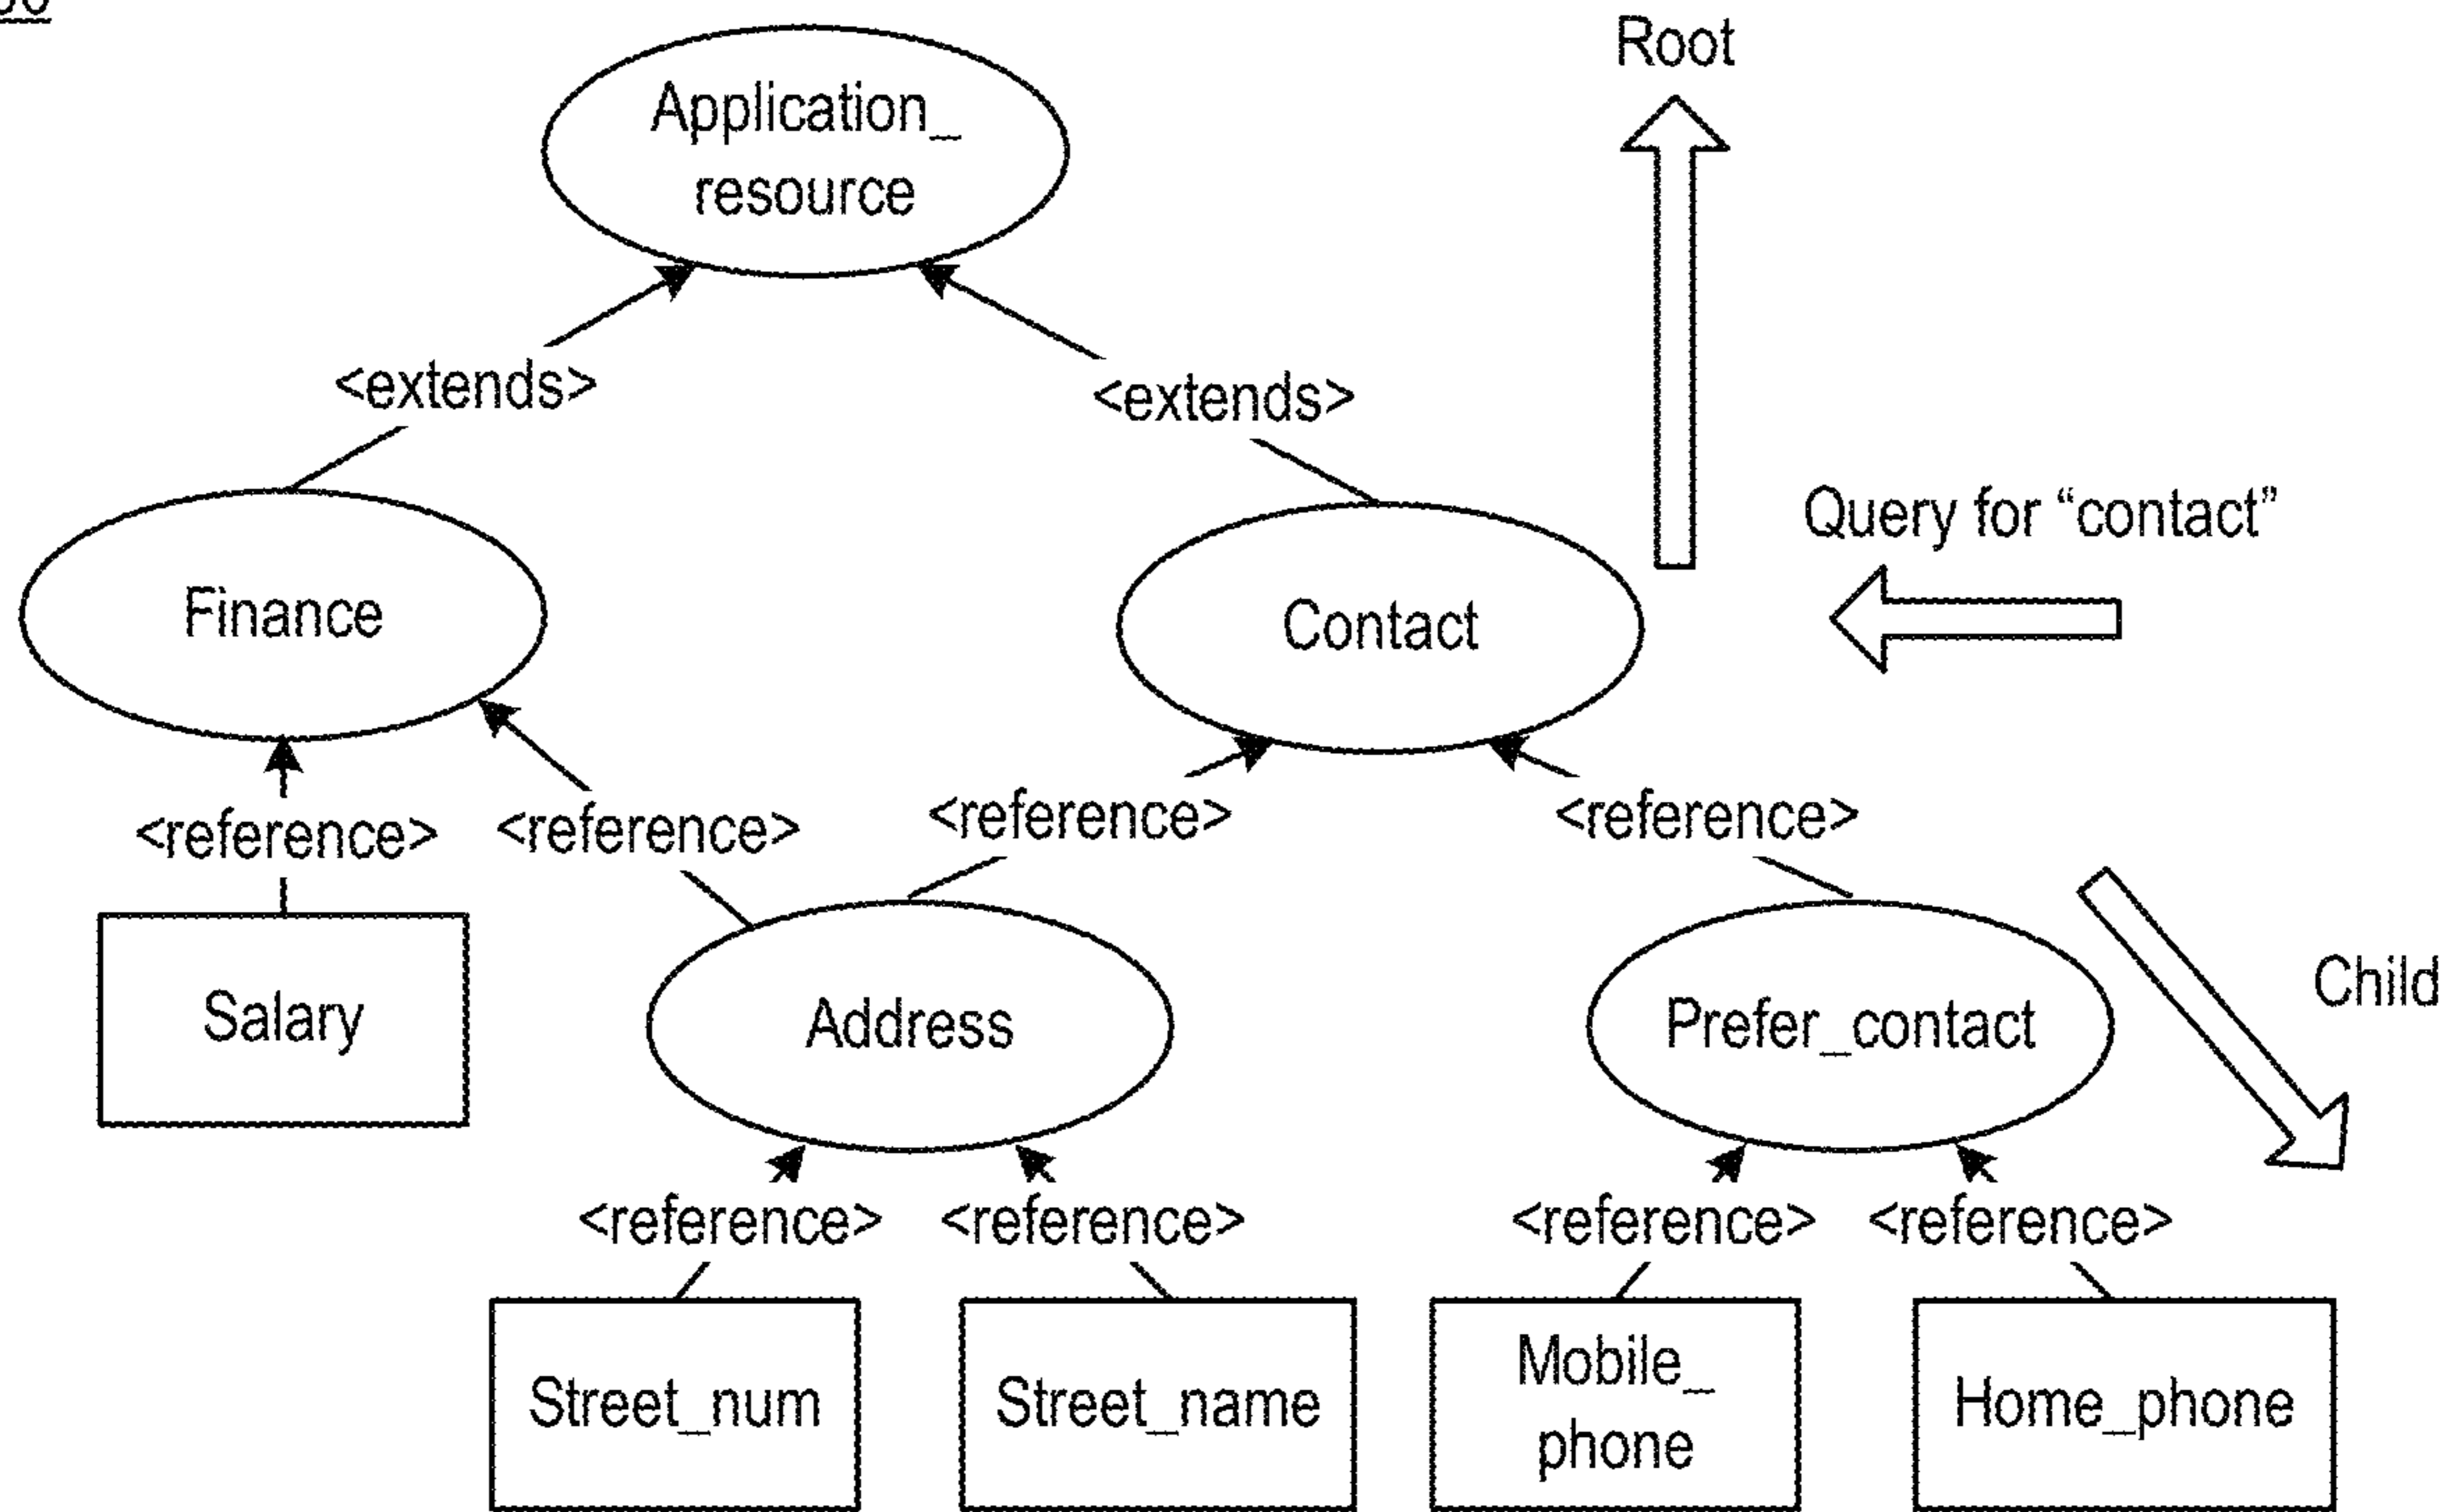 Root
Application_
resource
<extends>
<extends>
Query for “contact”
Finance
Contact
<reference>
<reference>
<reference>
<reference>
Salary
Address
Prefer_contact
Child
<reference>
<reference>
<reference>
<reference>
Street_num
Street_name
Mobile_
phone
Home_phone